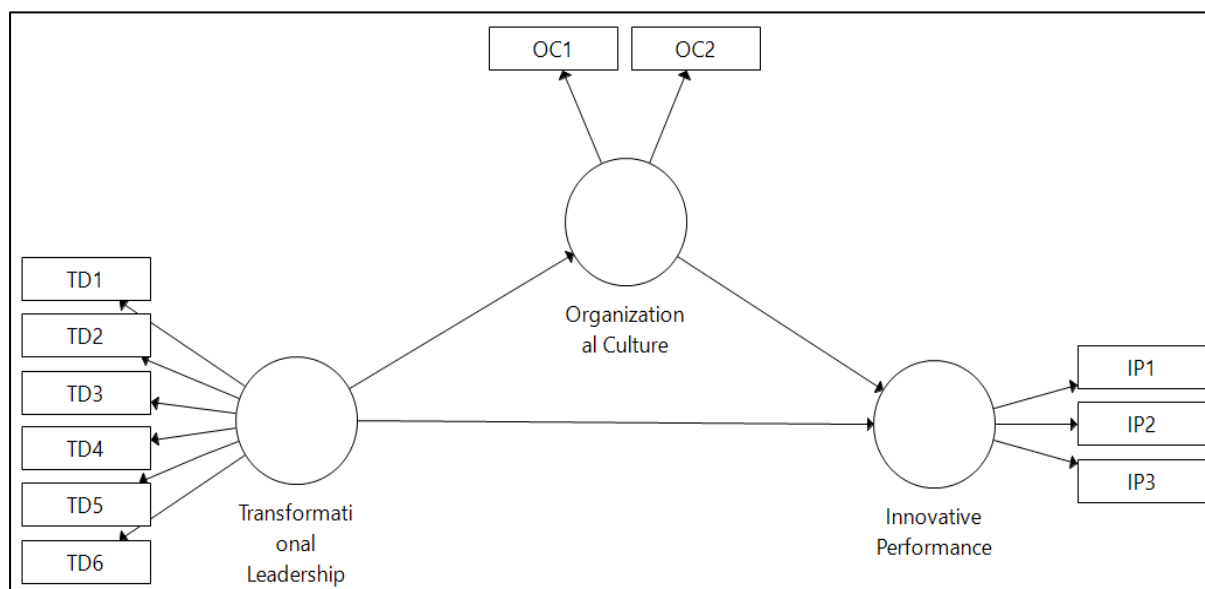 OC1
OC2
Organization
al Culture
TD1
TD2
TD3
TD4
TD5
TD6
Transformati
onal
Leadership
IP1
IP2
IP3
Innovative
Performance